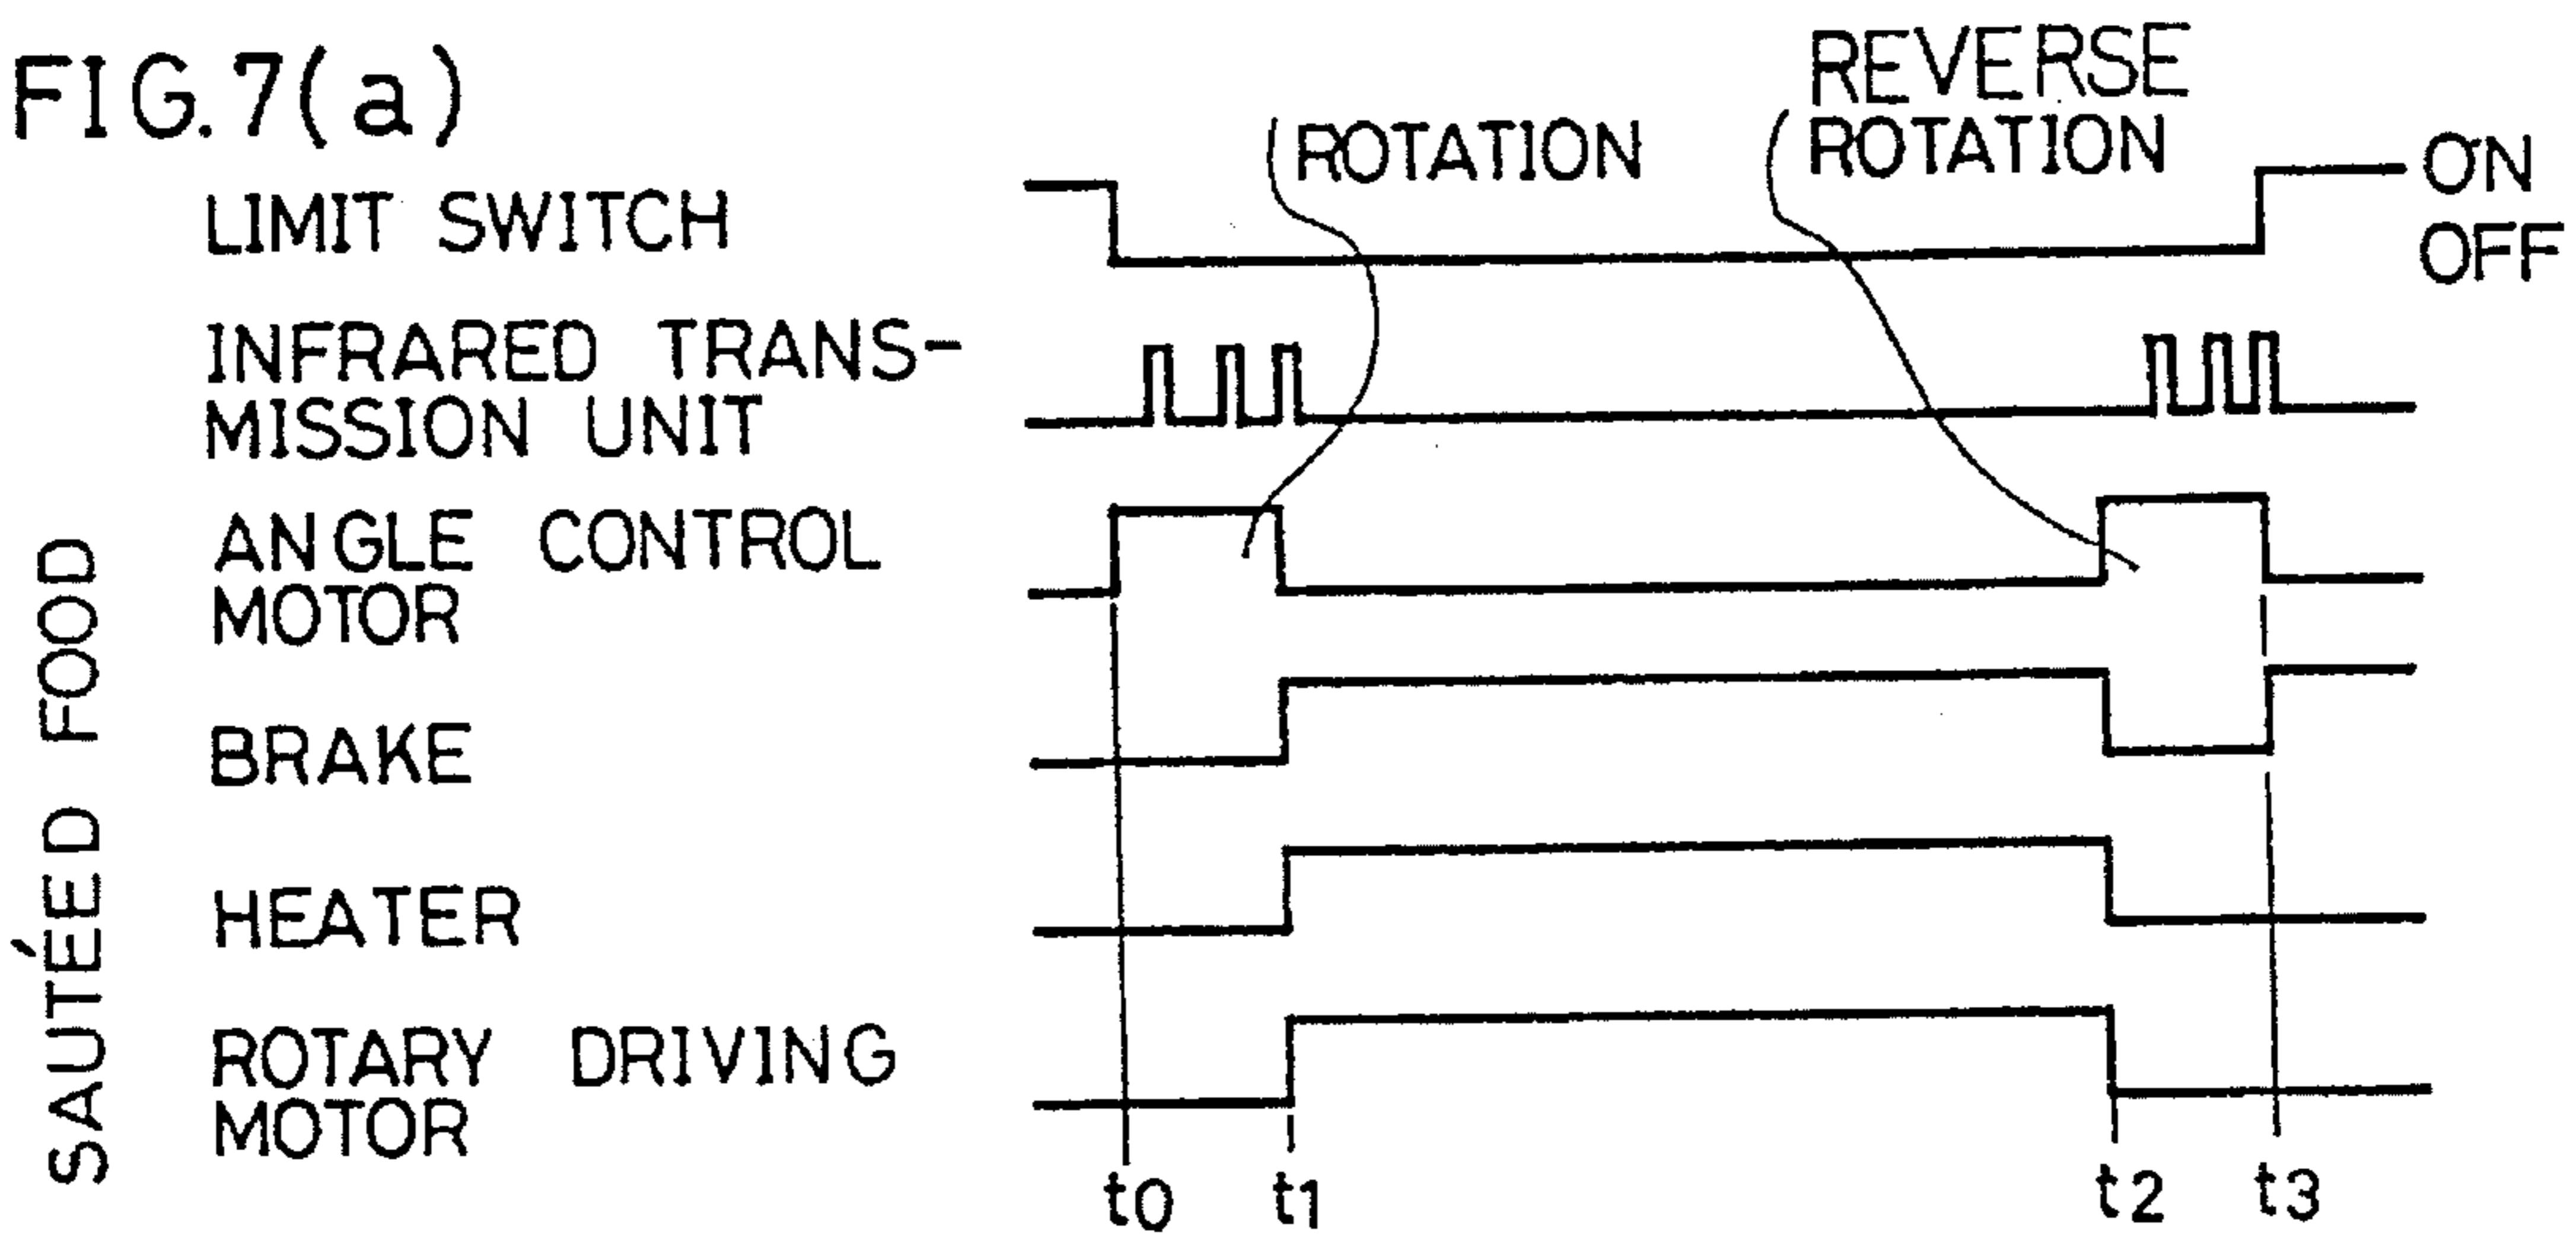 FIG.7(a)
ROTATION
REVERSE
ROTATION
ON
OFF
LIMIT SWITCH
INFRARED TRANS-
MISSION UNIT
SAUTÉED FOOD
ANGLE CONTROL
MOTOR
BRAKE
HEATER
ROTARY DRIVING
MOTOR
t0 t1 t2 t3